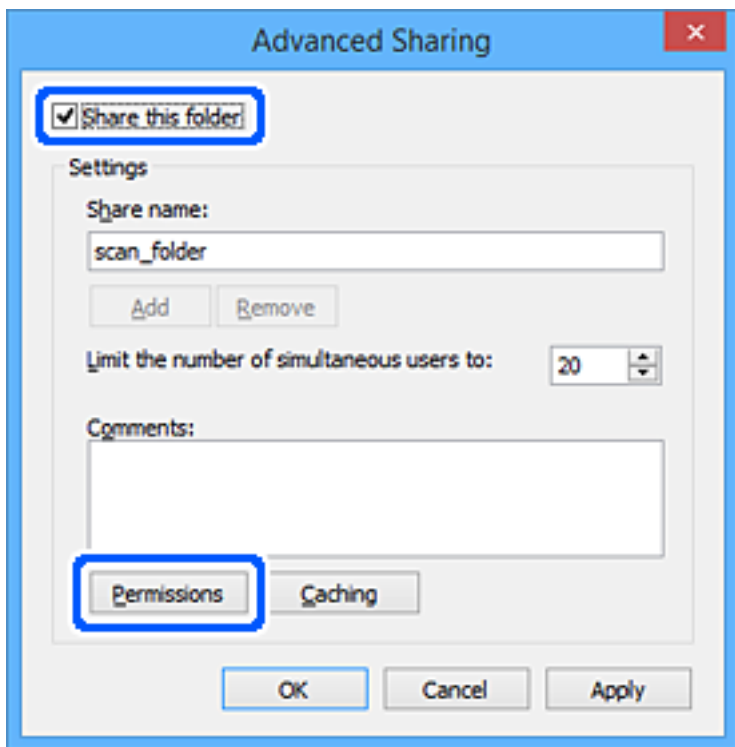 Advanced Sharing
Share this folder
Settings
Share name:
scan_folder
Add Remove
Limit the number of simultaneous users to: 20
Comments:
Permissions Caching
OK Cancel Apply